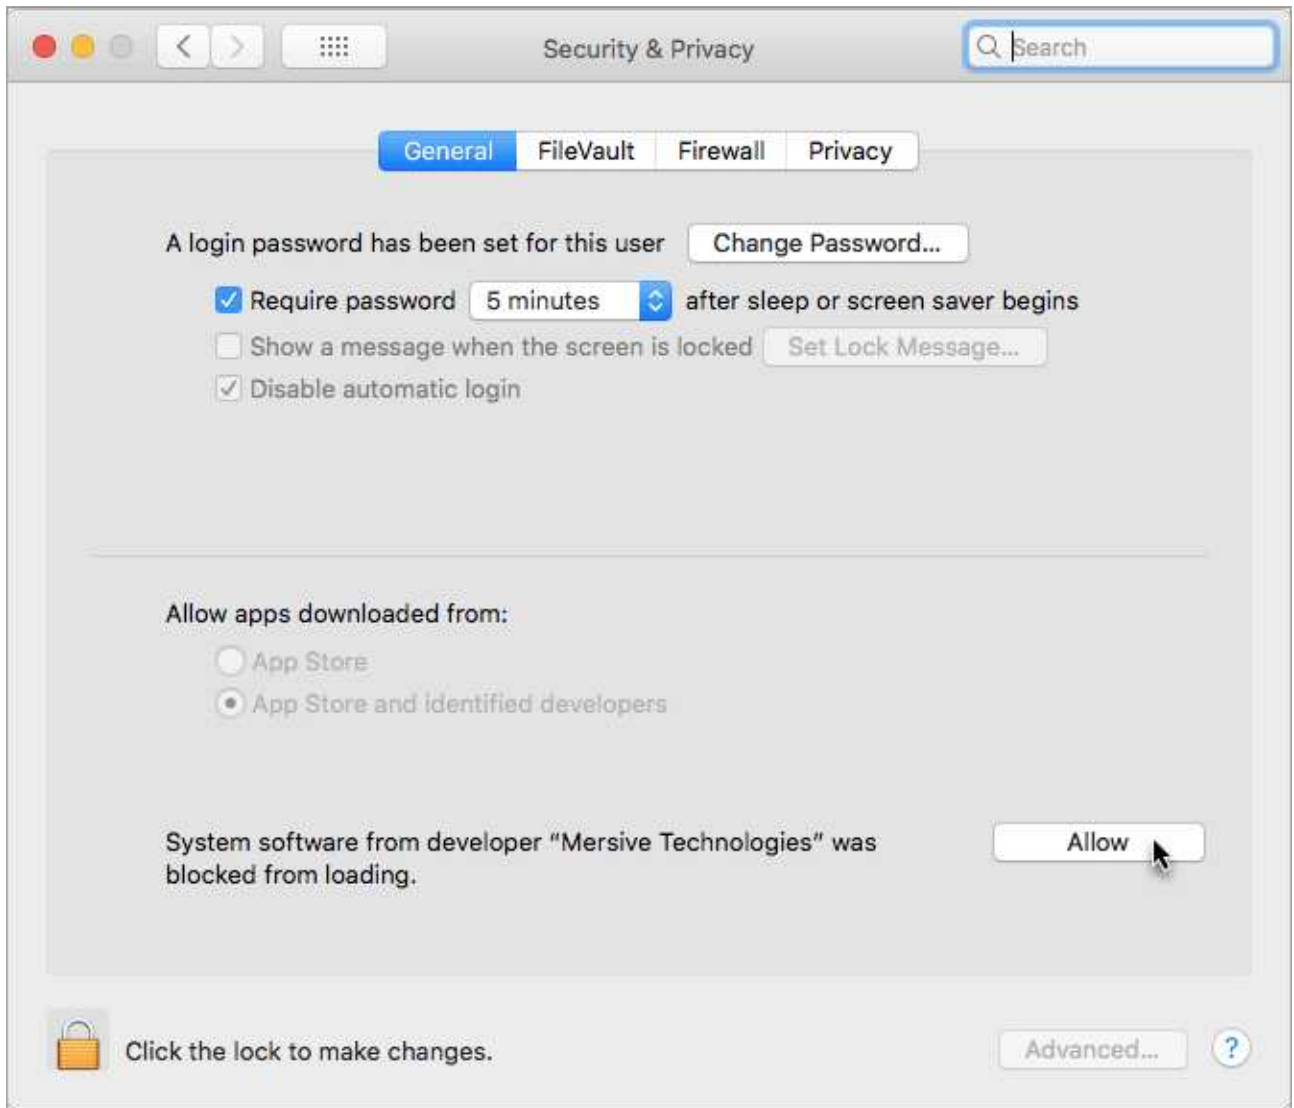 Security & Privacy
Search
General FileVault Firewall Privacy
A login password has been set for this user Change Password...
Require password 5 minutes after sleep or screen saver begins
Show a message when the screen is locked Set Lock Message...
Disable automatic login
Allow apps downloaded from:
App Store
App Store and identified developers
System software from developer “Mersive Technologies” was
blocked from loading.
Allow
Click the lock to make changes.
Advanced...
?